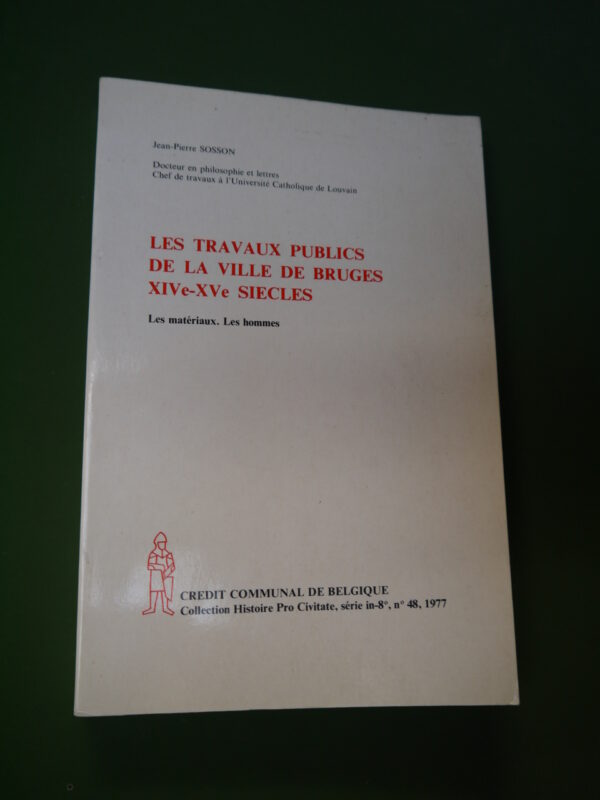 Jean-Pierre SOSSON
Docteur en philosophie et lettres
Chef de travaux à l'Université Catholique de Louvain
LES TRAVAUX PUBLICS
DE LA VILLE DE BRUGES
XIVe-XVe SIECLES
Les matériaux. Les hommes
CREDIT COMMUNAL DE BELGIQUE
Collection Histoire Pro Civitate, série in-8°, n° 48, 1977